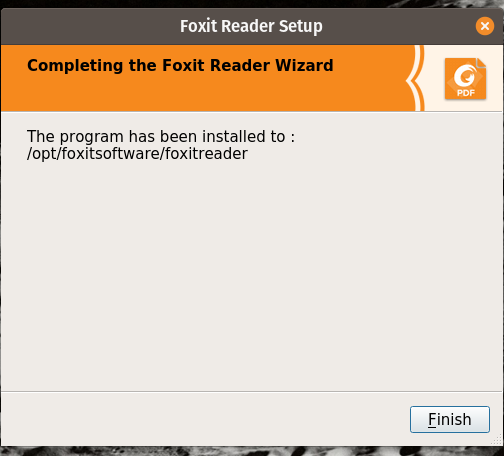 Foxit Reader Setup
Completing the Foxit Reader Wizard
PDF
The program has been installed to :
/opt/foxitsoftware/foxitreader
Finish